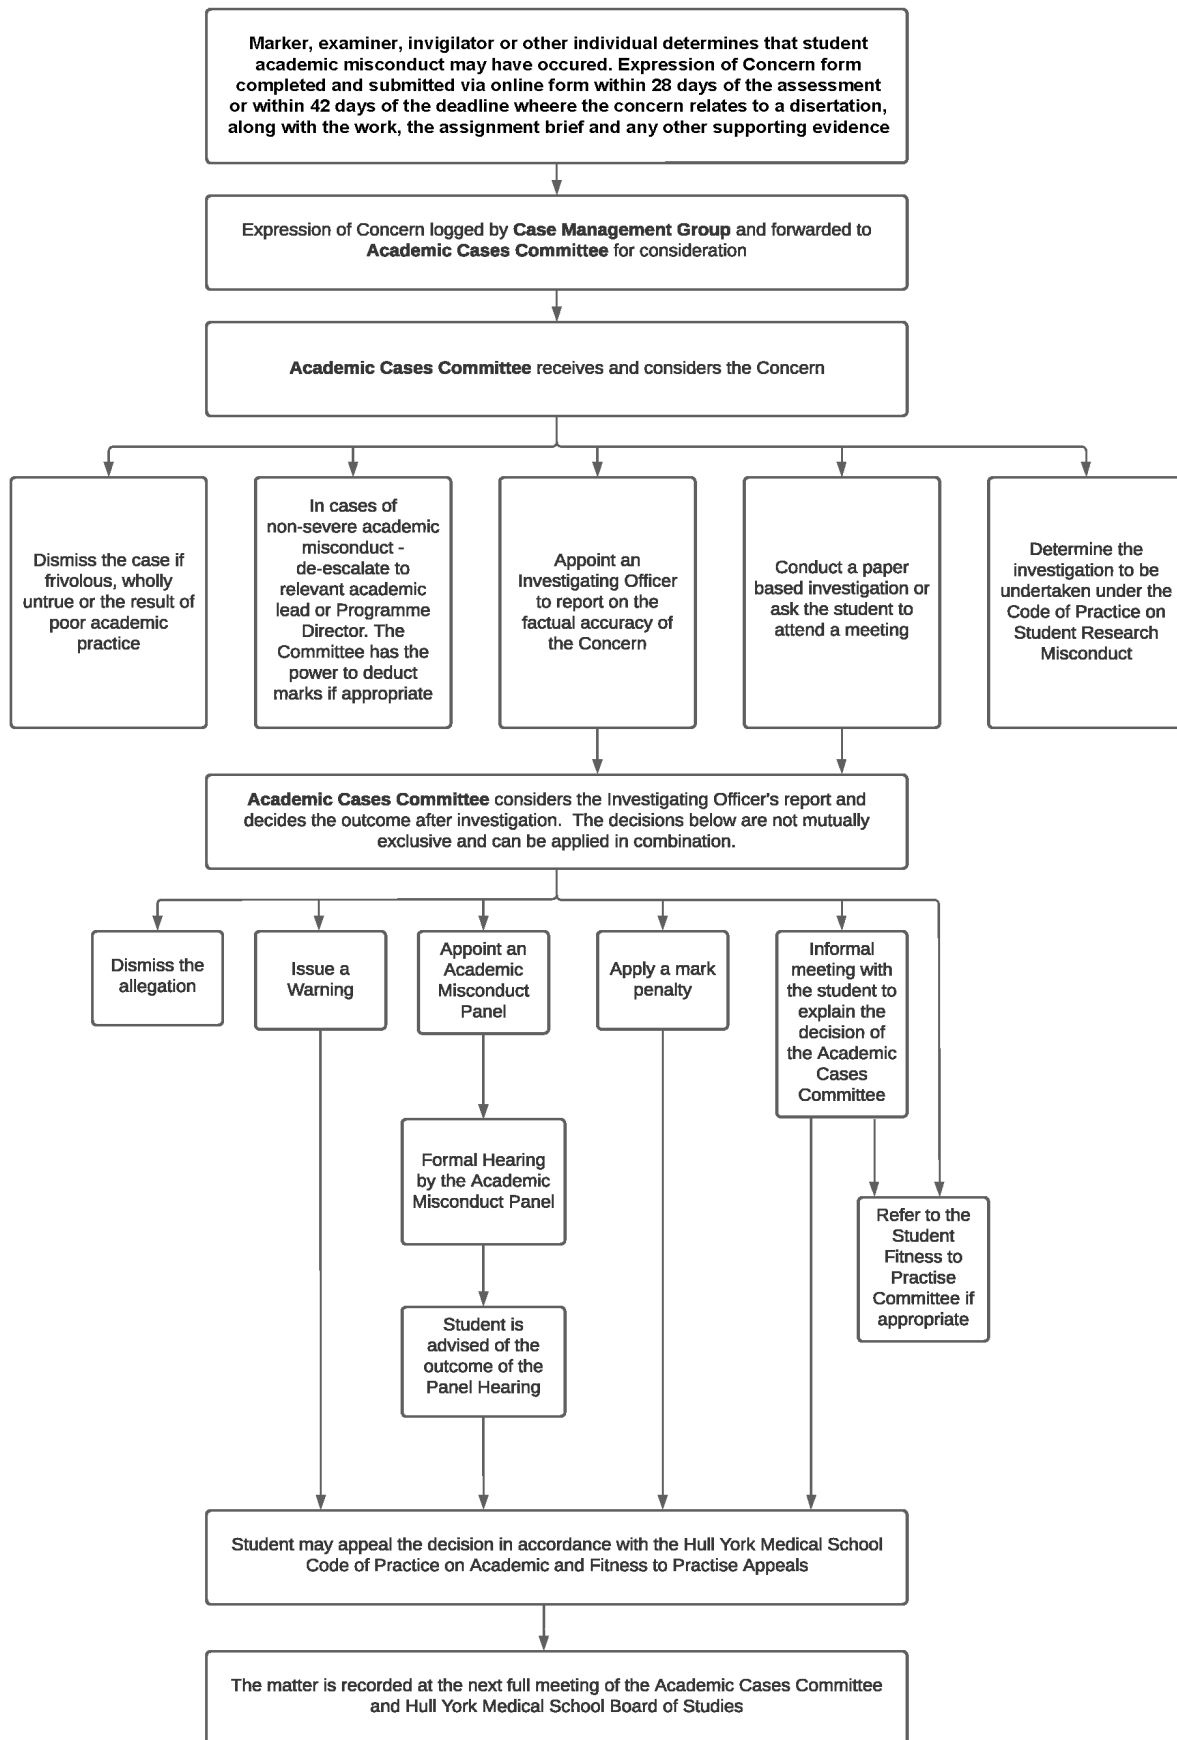 Marker, examiner, invigilator or other individual determines that student
academic misconduct may have occured. Expression of Concern form
completed and submitted via online form within 28 days of the assessment
or within 42 days of the deadline wheere the concern relates to a disertation,
along with the work, the assignment brief and any other supporting evidence
Expression of Concern logged by Case Management Group and forwarded to
Academic Cases Committee for consideration
Academic Cases Committee receives and considers the Concern
Dismiss the case if
frivolous, wholly
untrue or the result of
poor academic
practice
In cases of
non-severe academic
misconduct -
de-escalate to
relevant academic
lead or Programme
Director. The
Committee has the
power to deduct
marks if appropriate
Appoint an
Investigating Officer
to report on the
factual accuracy of
the Concern
Conduct a paper
based investigation or
ask the student to
attend a meeting
Determine the
investigation to be
undertaken under the
Code of Practice on
Student Research
Misconduct
Academic Cases Committee considers the Investigating Officer's report and
decides the outcome after investigation.  The decisions below are not mutually
exclusive and can be applied in combination.
Dismiss the
allegation
Issue a
Warning
Appoint an
Academic
Misconduct
Panel
Apply a mark
penalty
Informal
meeting with
the student to
explain the
decision of
the Academic
Cases
Committee
Formal Hearing
by the Academic
Misconduct Panel
Refer to the
Student
Fitness to
Practise
Committee if
appropriate
Student is
advised of the
outcome of the
Panel Hearing
Student may appeal the decision in accordance with the Hull York Medical School
Code of Practice on Academic and Fitness to Practise Appeals
The matter is recorded at the next full meeting of the Academic Cases Committee
and Hull York Medical School Board of Studies